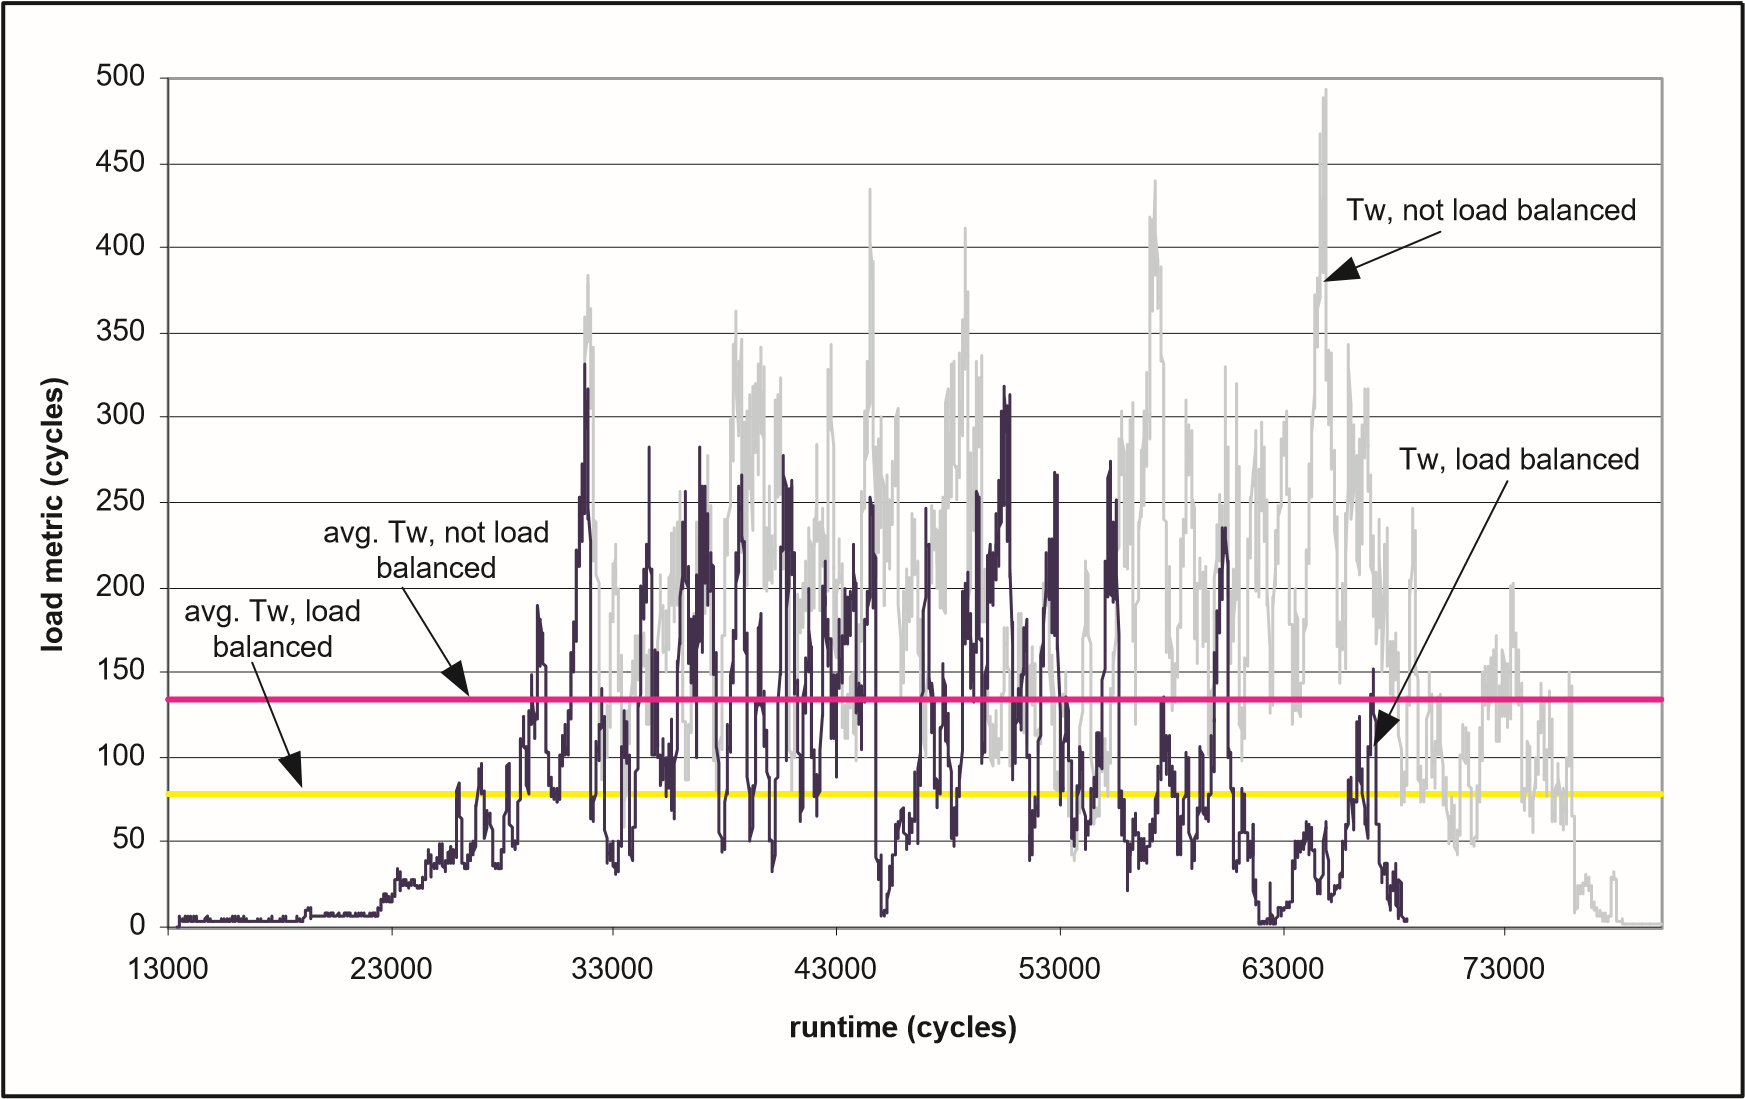 500
450
400
350
300
250
200
150
100
50
0
load metric (cycles)
Tw, not load balanced
Tw, load balanced
avg. Tw, not load
balanced
avg. Tw, load
balanced
13000 23000 33000 43000 53000 63000 73000
runtime (cycles)